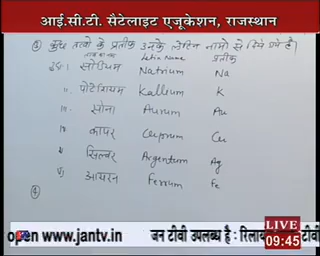 आई.सी.टी. सैटेलाइट एजूकेशन, राजस्थान
③ कुछ तत्वो के प्रतीक उनके लेटिन नामो से लिये गये है।
Latin Name प्रतीक
सोडियम Natrium Na
ii. पोटेशियम Kallium K
iii. सोना Aurum Au
iv. कापर Cuprum Cu
v सिल्वर Argentum Ag
vi आयरन Ferrum Fe
④
LIVE
open www.jantv.in जन टीवी उपलब्ध है : रिलाय टीवी
09:45